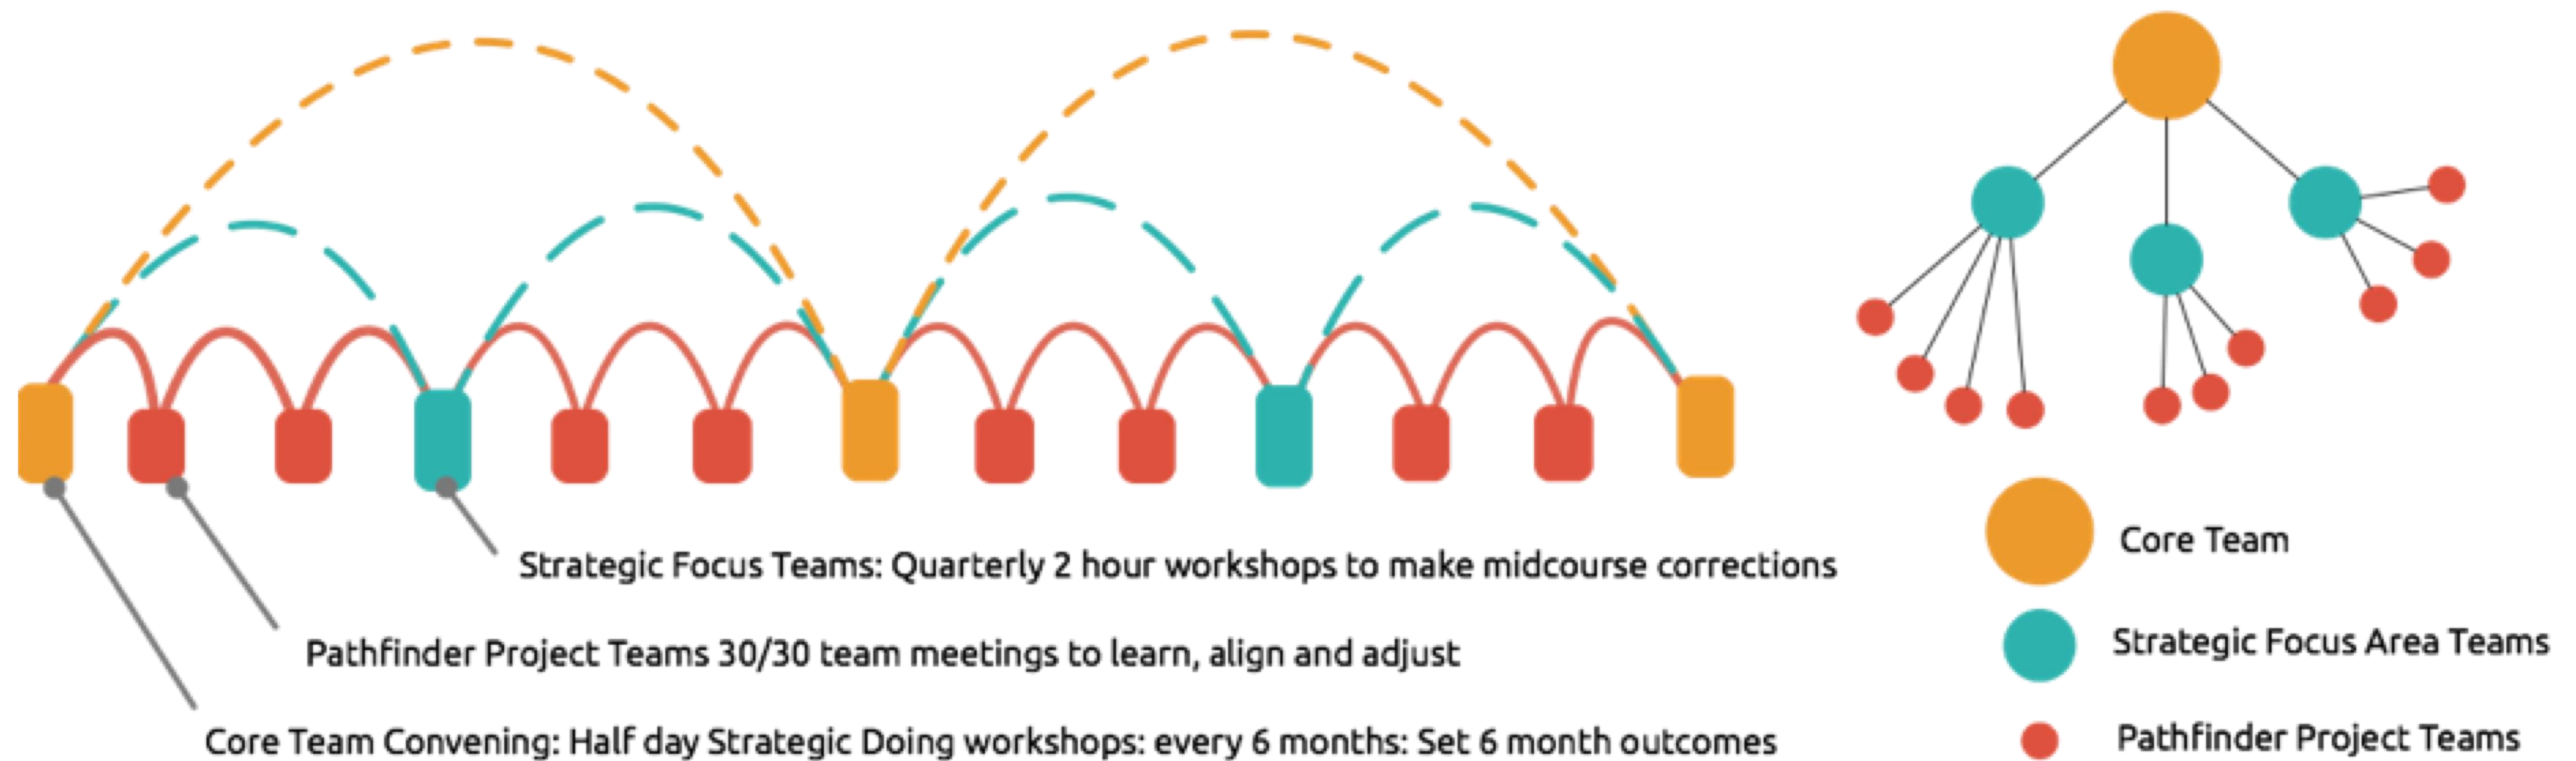 Strategic Focus Teams: Quarterly 2 hour workshops to make midcourse corrections
Pathfinder Project Teams 30/30 team meetings to learn, align and adjust
Core Team Convening: Half day Strategic Doing workshops: every 6 months: Set 6 month outcomes
Core Team
Strategic Focus Area Teams
Pathfinder Project Teams